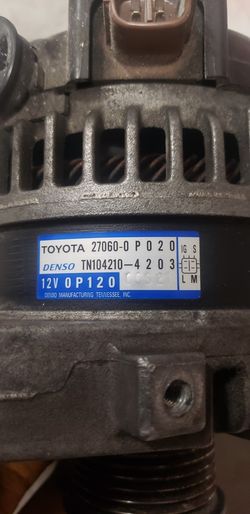 TOYOTA 27060-0P020 IG S
DENSO TN104210-4203
12V 0P120 L M
DENSO MANUFACTURING TENNESSEE, INC.